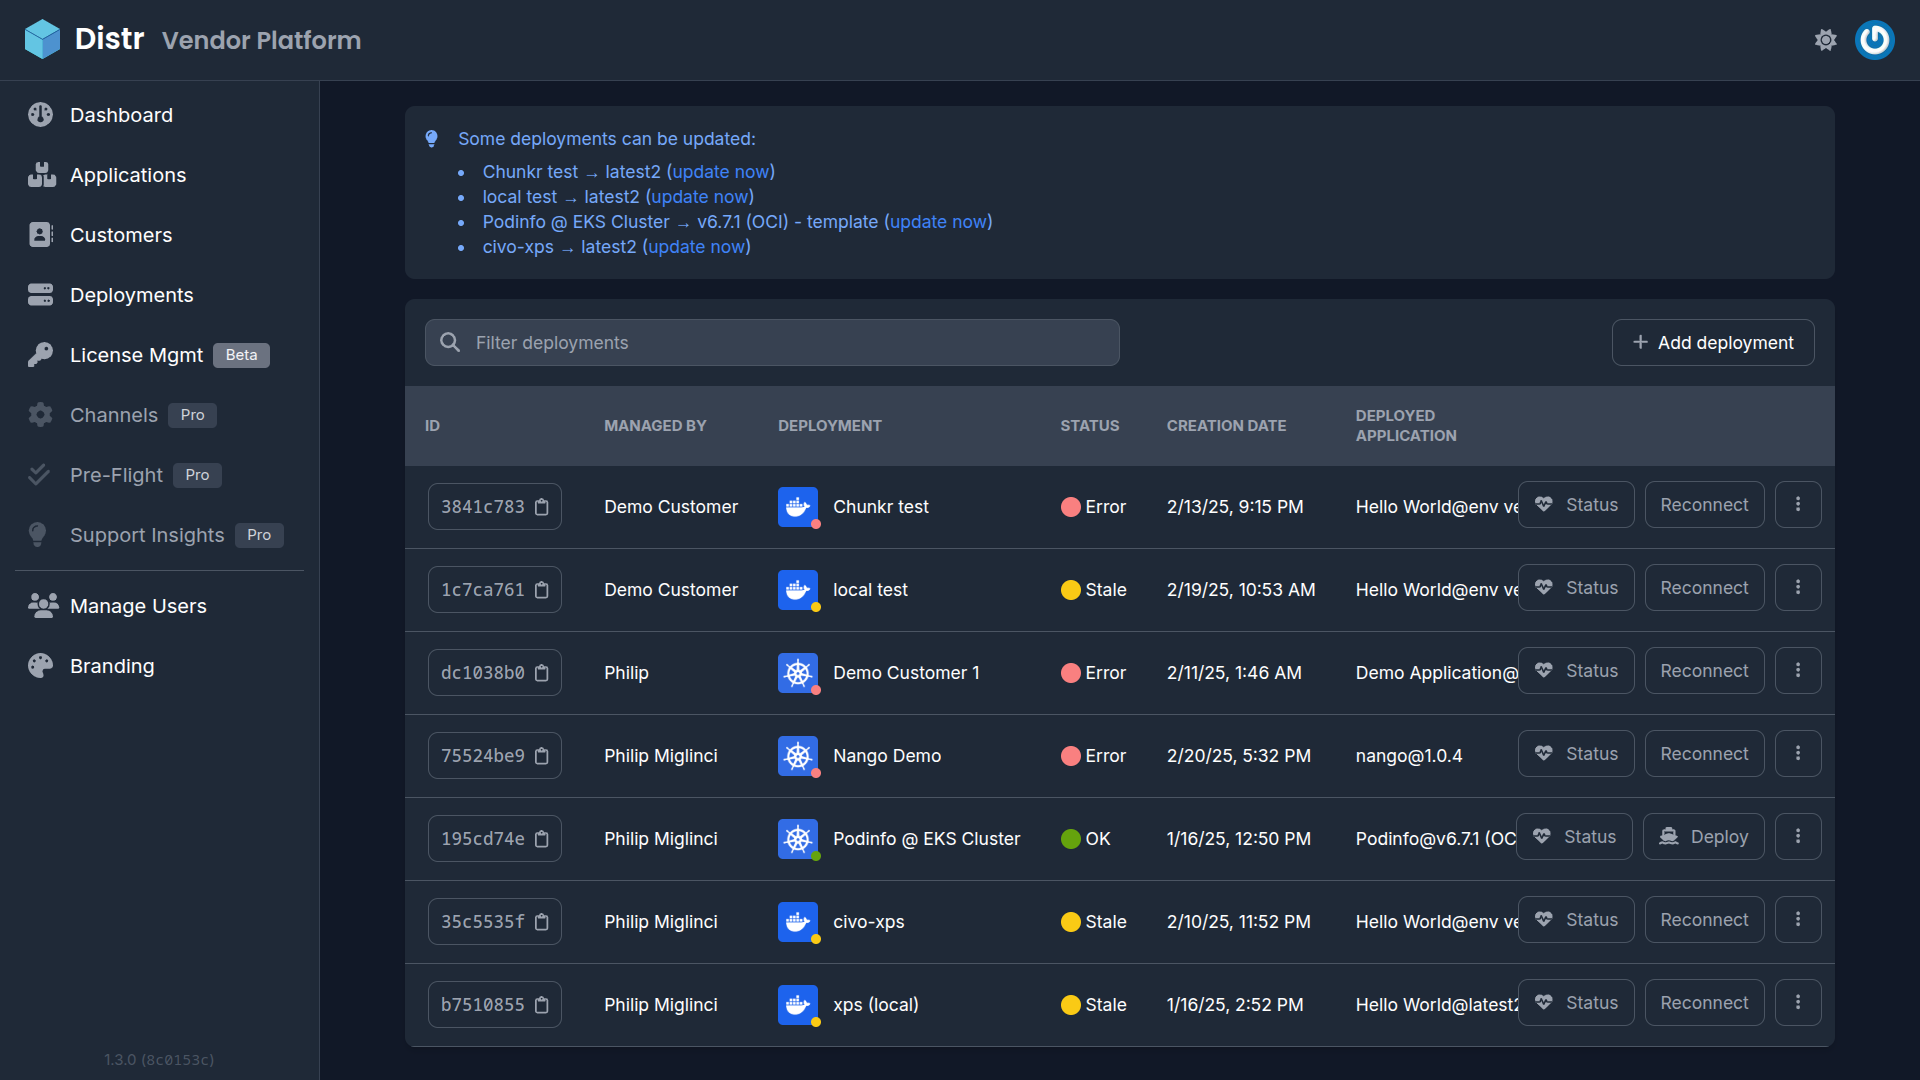 Distr Vendor Platform
Dashboard
Applications
Customers
Deployments
License Mgmt Beta
Channels Pro
Pre-Flight Pro
Support Insights Pro
Manage Users
Branding
1.3.0 (8c0153c)
Some deployments can be updated:
• Chunkr test → latest2 (update now)
• local test → latest2 (update now)
• Podinfo @ EKS Cluster → v6.7.1 (OCI) - template (update now)
• civo-xps → latest2 (update now)
Filter deployments
+ Add deployment
ID MANAGED BY DEPLOYMENT STATUS CREATION DATE DEPLOYED APPLICATION
3841c783 Demo Customer Chunkr test Error 2/13/25, 9:15 PM Hello World@env ve Status Reconnect
1c7ca761 Demo Customer local test Stale 2/19/25, 10:53 AM Hello World@env ve Status Reconnect
dc1038b0 Philip Demo Customer 1 Error 2/11/25, 1:46 AM Demo Application@ Status Reconnect
75524be9 Philip Miglinci Nango Demo Error 2/20/25, 5:32 PM nango@1.0.4 Status Reconnect
195cd74e Philip Miglinci Podinfo @ EKS Cluster OK 1/16/25, 12:50 PM Podinfo@v6.7.1 (OC Status Deploy
35c5535f Philip Miglinci civo-xps Stale 2/10/25, 11:52 PM Hello World@env ve Status Reconnect
b7510855 Philip Miglinci xps (local) Stale 1/16/25, 2:52 PM Hello World@latest2 Status Reconnect